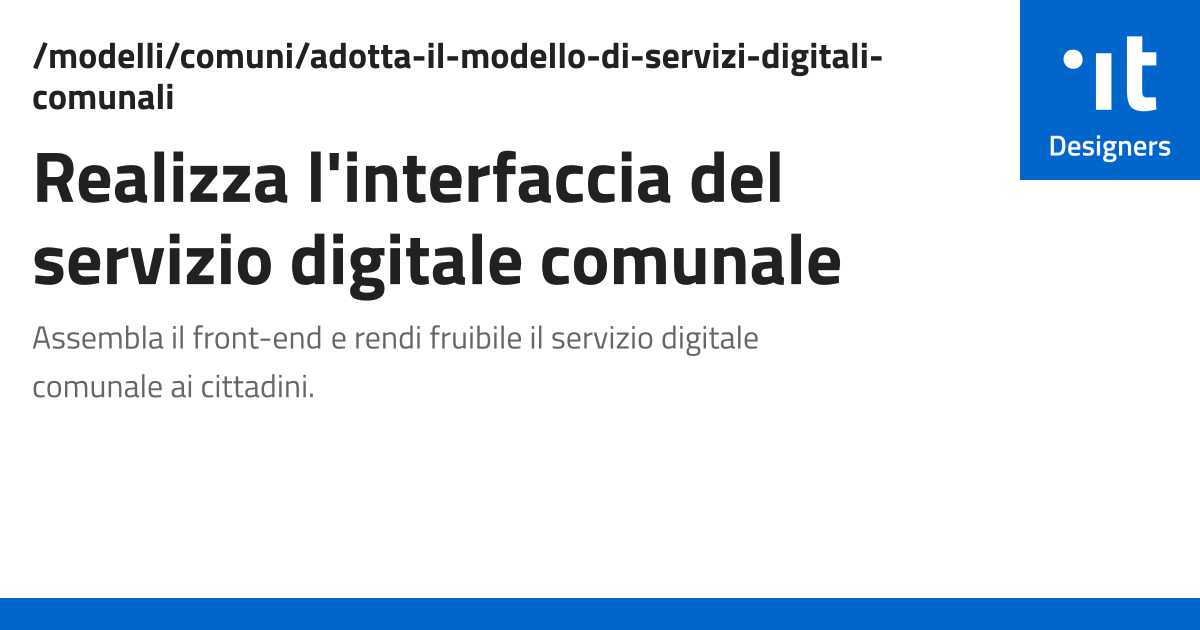 /modelli/comuni/adotta-il-modello-di-servizi-digitali-
comunali
Realizza l'interfaccia del
servizio digitale comunale
Assembla il front-end e rendi fruibile il servizio digitale
comunale ai cittadini.
it
Designers